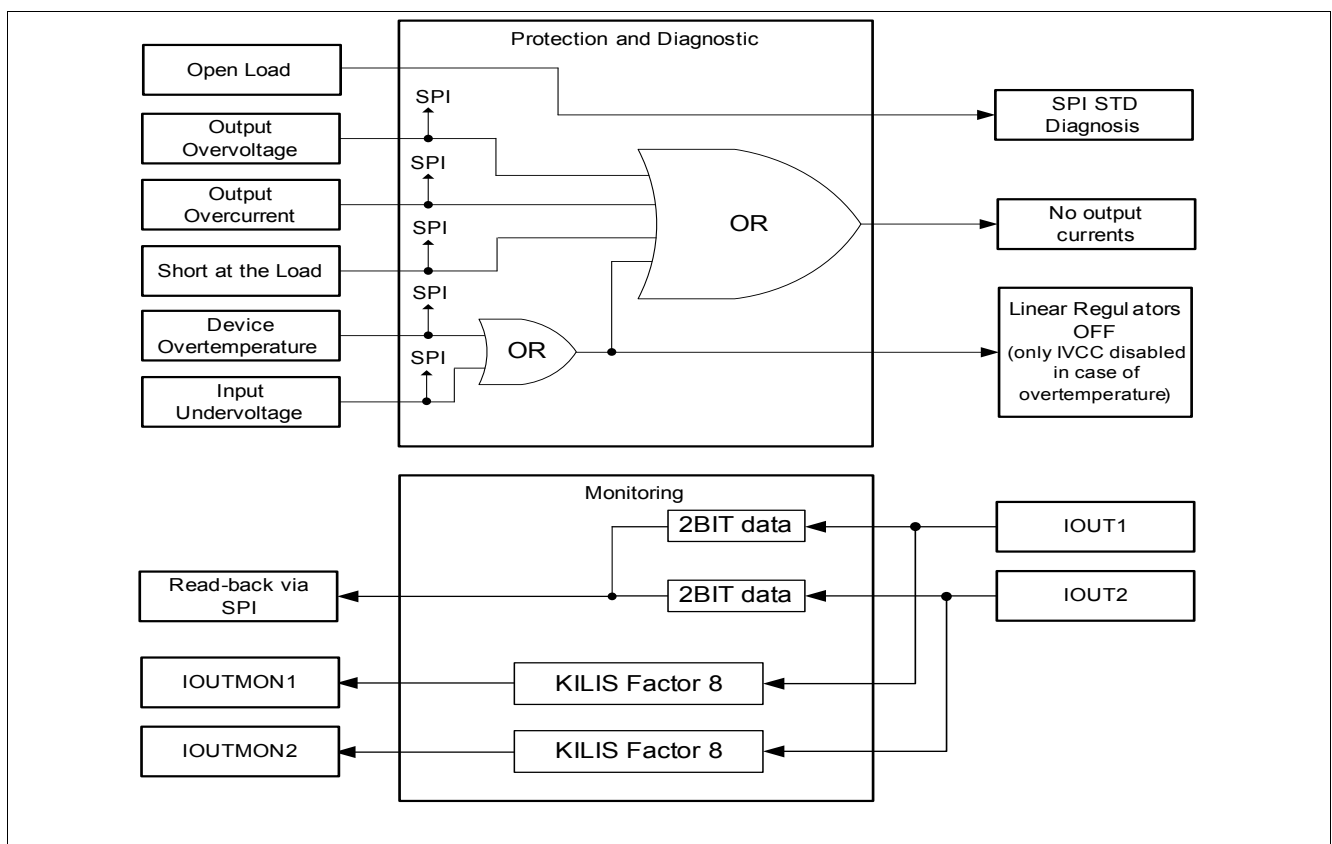 Protection and Diagnostic
Open Load
SPI
SPI STD
Diagnosis
Output
Overvoltage
SPI
Output
Overcurrent
OR
No output
currents
SPI
Short at the Load
SPI
Device
Overtemperature
OR
Linear Regulators
OFF
(only IVCC disabled
in case of
overtemperature)
SPI
Input
Undervoltage
Monitoring
2BIT data
IOUT1
Read-back via
SPI
2BIT data
IOUT2
IOUTMON1
KILIS Factor 8
IOUTMON2
KILIS Factor 8